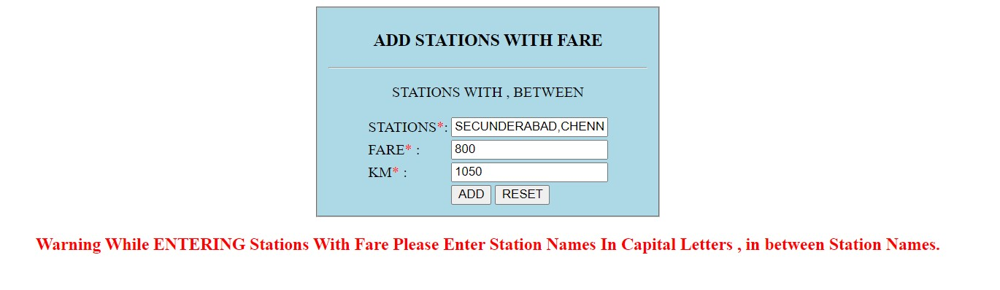 ADD STATIONS WITH FARE
STATIONS WITH , BETWEEN
STATIONS*: SECUNDERABAD,CHENN
FARE* : 800
KM* : 1050
ADD RESET
Warning While ENTERING Stations With Fare Please Enter Station Names In Capital Letters , in between Station Names.